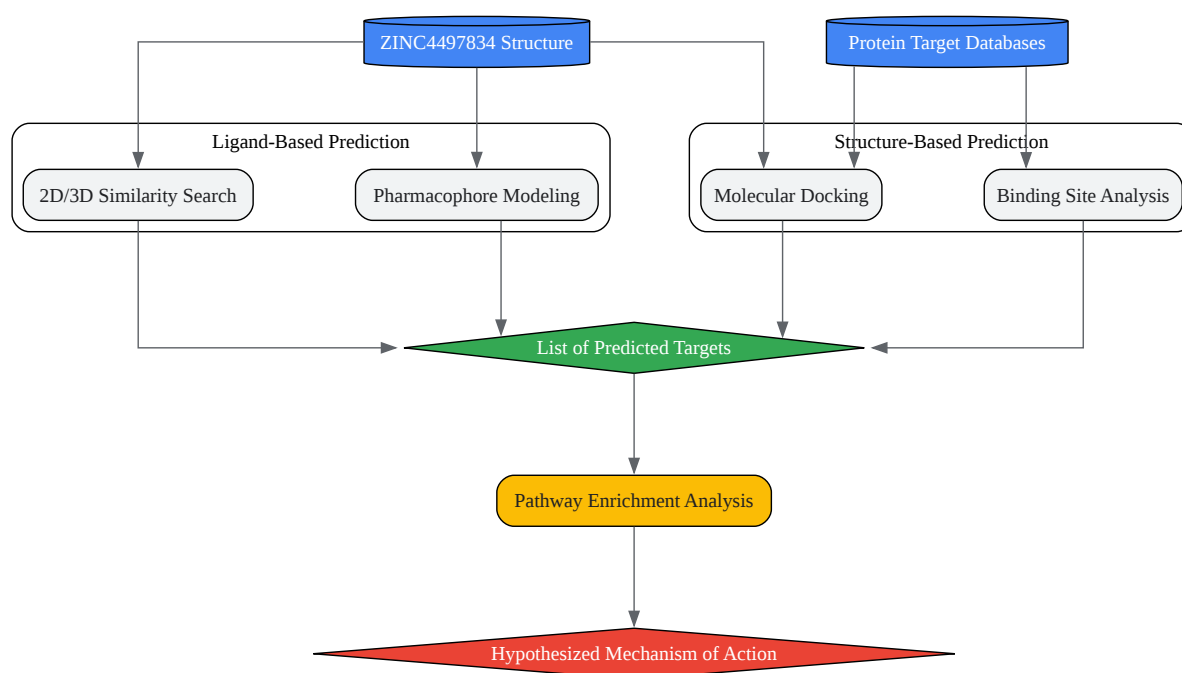 ZINC4497834 Structure
Protein Target Databases
Ligand-Based Prediction
Structure-Based Prediction
2D/3D Similarity Search
Pharmacophore Modeling
Molecular Docking
Binding Site Analysis
List of Predicted Targets
Pathway Enrichment Analysis
Hypothesized Mechanism of Action